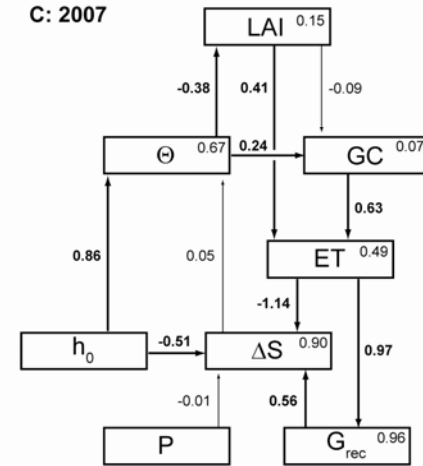 C: 2007
LAI 0.15
-0.38 0.41 -0.09
Θ 0.67 0.24 GC 0.07
0.86 0.05 0.63
ET 0.49
-1.14
h0 -0.51 ΔS 0.90 0.97
-0.01 0.56
P Grec 0.96